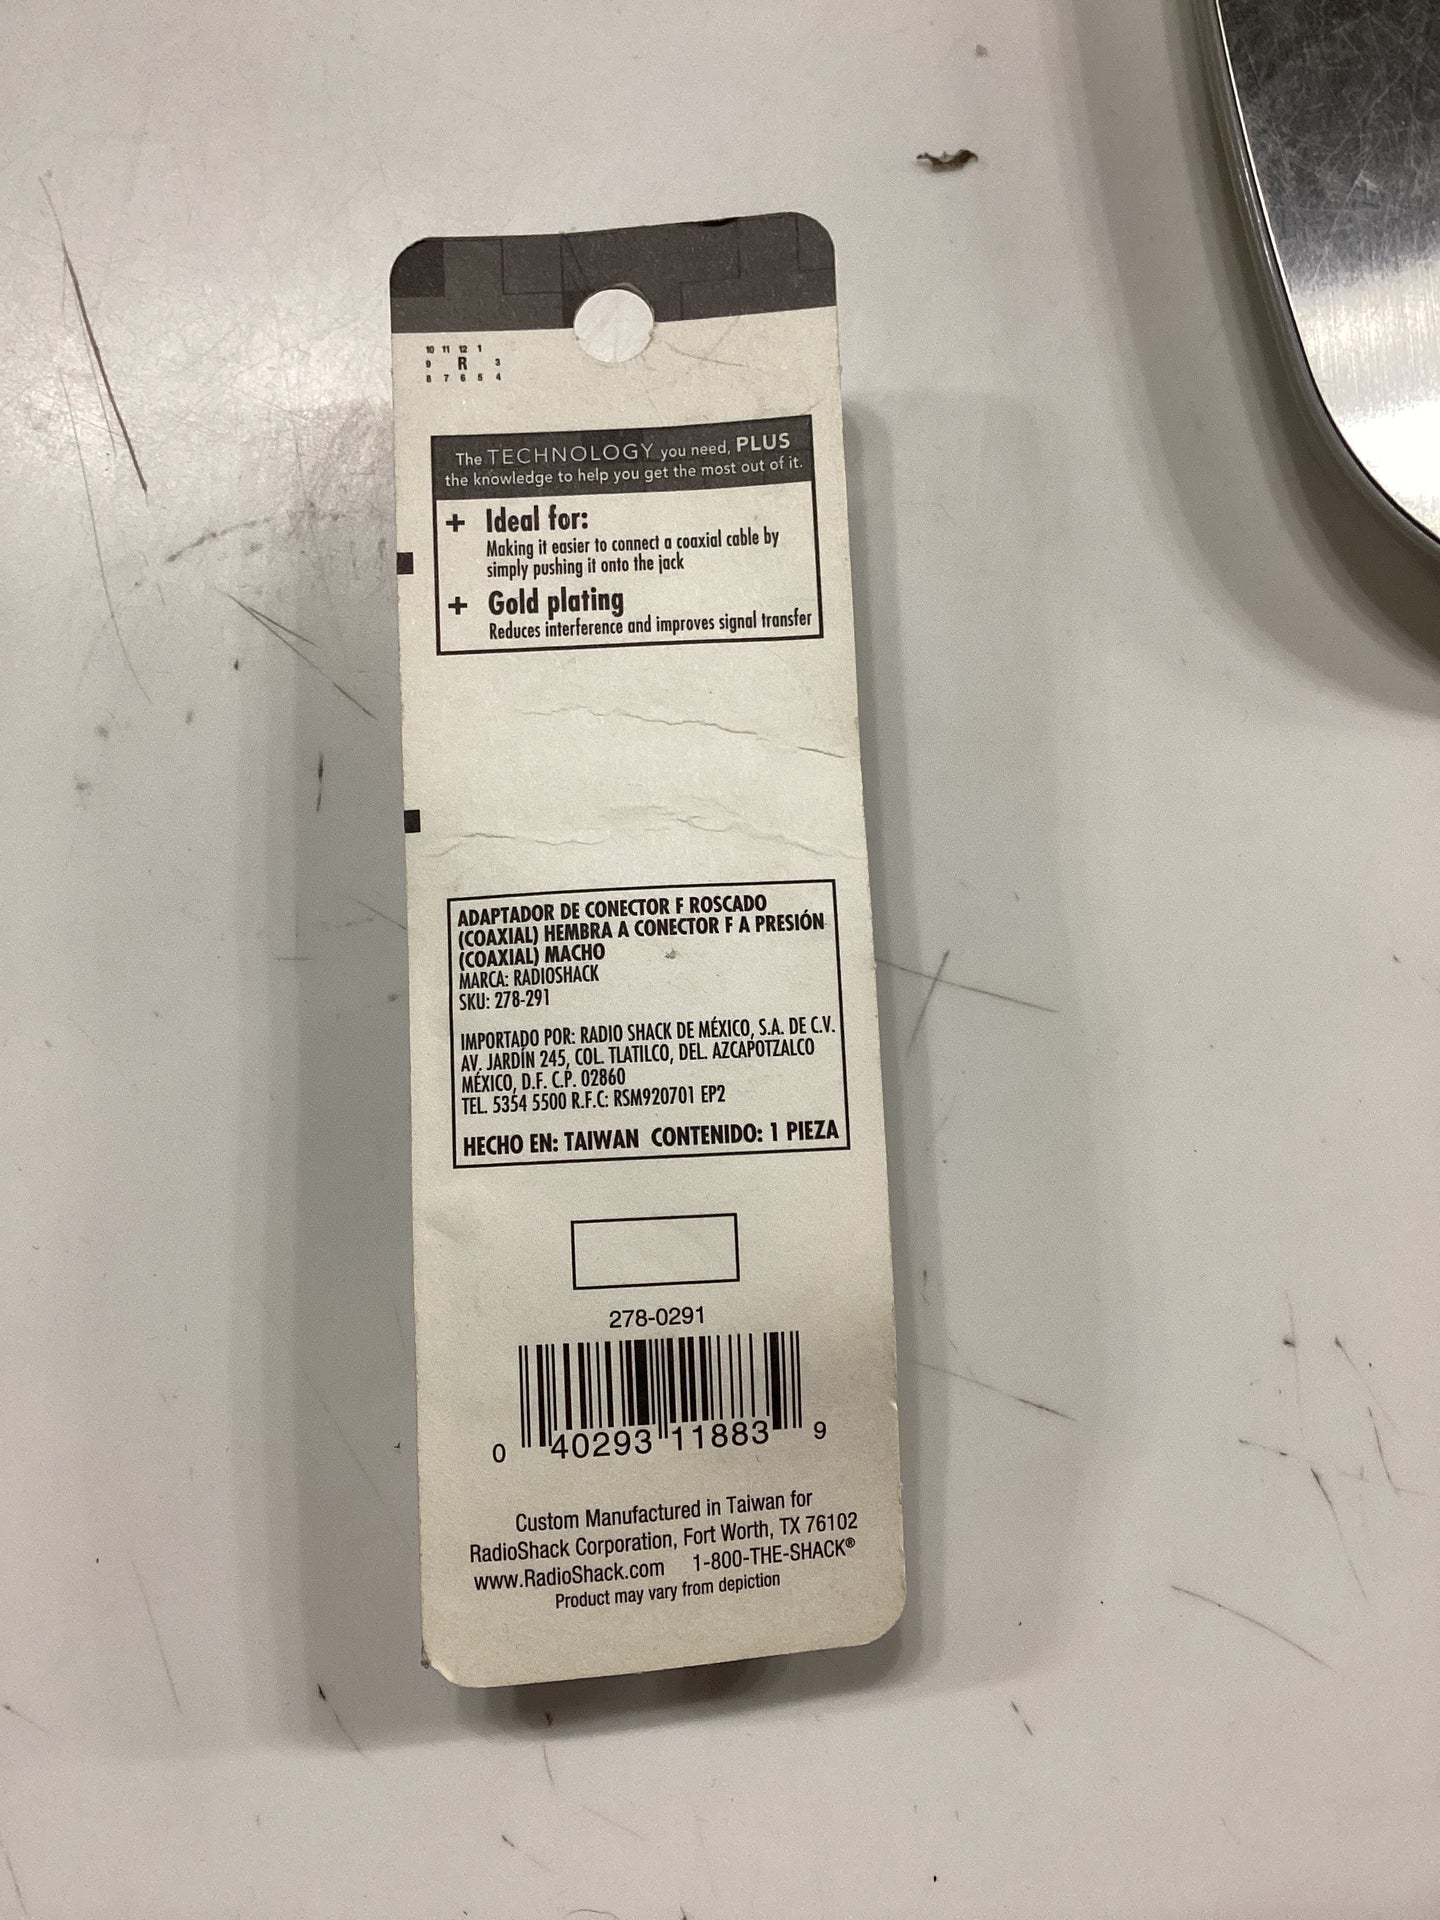 10 11 12 1
9 R 3
8 7 6 5 4
The TECHNOLOGY you need, PLUS
the knowledge to help you get the most out of it.
+ Ideal for:
Making it easier to connect a coaxial cable by
simply pushing it onto the jack
+ Gold plating
Reduces interference and improves signal transfer
ADAPTADOR DE CONECTOR F ROSCADO
(COAXIAL) HEMBRA A CONECTOR F A PRESIÓN
(COAXIAL) MACHO
MARCA: RADIOSHACK
SKU: 278-291
IMPORTADO POR: RADIO SHACK DE MÉXICO, S.A. DE C.V.
AV. JARDÍN 245, COL. TLATILCO, DEL. AZCAPOTZALCO
MÉXICO, D.F. C.P. 02860
TEL. 5354 5500 R.F.C: RSM920701 EP2
HECHO EN: TAIWAN CONTENIDO: 1 PIEZA
278-0291
0 40293 11883 9
Custom Manufactured in Taiwan for
RadioShack Corporation, Fort Worth, TX 76102
www.RadioShack.com 1-800-THE-SHACK®
Product may vary from depiction